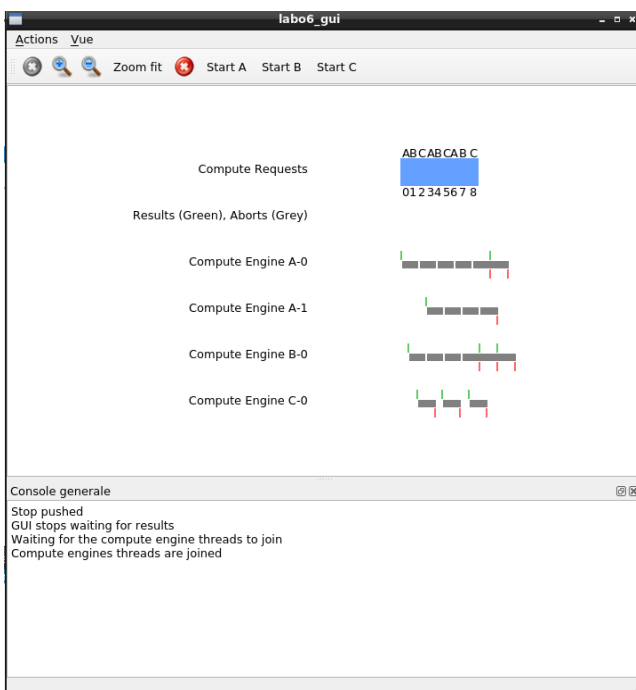 labo6_gui
Actions Vue
Zoom fit Start A Start B Start C
ABCABCAB C
Compute Requests
012345678
Results (Green), Aborts (Grey)
Compute Engine A-0
Compute Engine A-1
Compute Engine B-0
Compute Engine C-0
Console generale
Stop pushed
GUI stops waiting for results
Waiting for the compute engine threads to join
Compute engines threads are joined